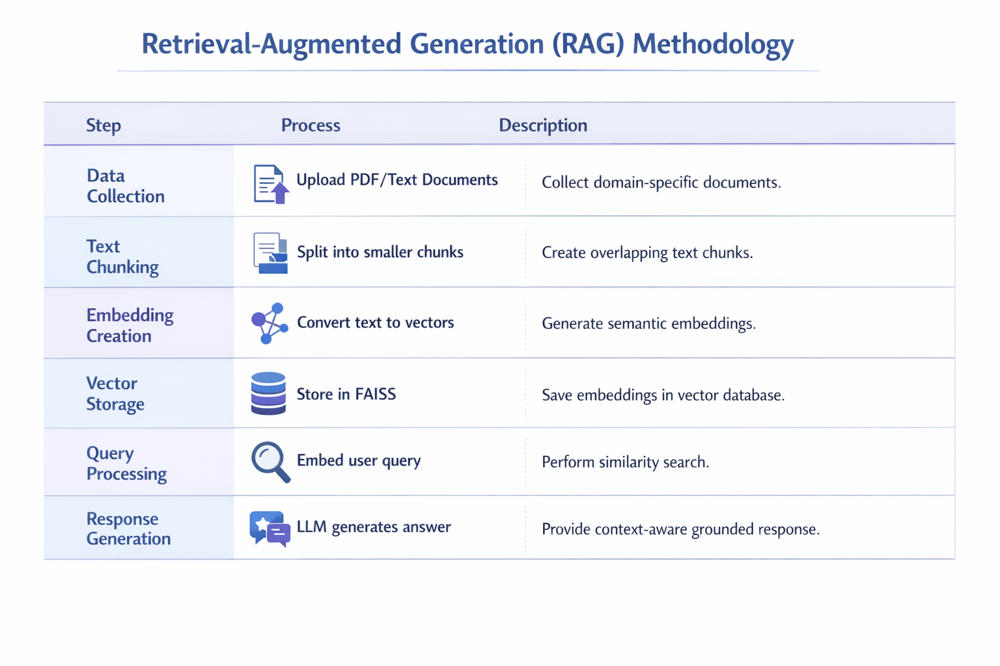 Retrieval-Augmented Generation (RAG) Methodology
Step Process Description
Data
Collection
Upload PDF/Text Documents
Collect domain-specific documents.
Text
Chunking
Split into smaller chunks
Create overlapping text chunks.
Embedding
Creation
Convert text to vectors
Generate semantic embeddings.
Vector
Storage
Store in FAISS
Save embeddings in vector database.
Query
Processing
Embed user query
Perform similarity search.
Response
Generation
LLM generates answer
Provide context-aware grounded response.